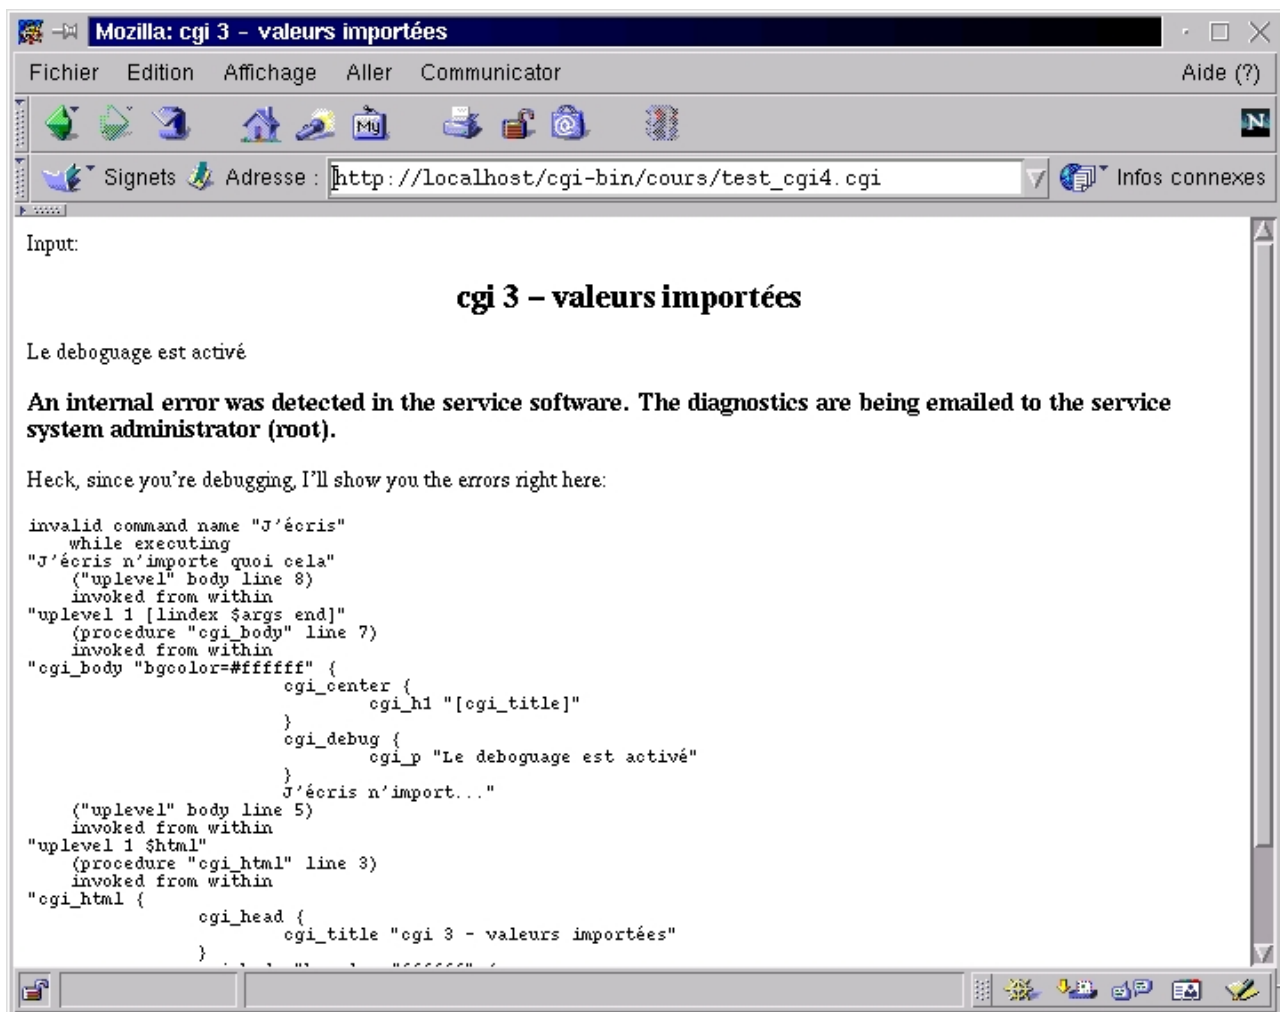 Mozilla: cgi 3 – valeurs importées
Fichier Edition Affichage Aller Communicator Aide (?)
My N
Signets Adresse : http://localhost/cgi-bin/cours/test_cgi4.cgi Infos connexes
Input:
cgi 3 – valeurs importées
Le deboguage est activé
An internal error was detected in the service software. The diagnostics are being emailed to the service
system administrator (root).
Heck, since you're debugging, I'll show you the errors right here:
invalid command name "J'écris"
    while executing
"J'écris n'importe quoi cela"
    ("uplevel" body line 8)
    invoked from within
"uplevel 1 [lindex $args end]"
    (procedure "cgi_body" line 7)
    invoked from within
"cgi_body "bgcolor=#ffffff" {
                        cgi_center {
                                cgi_h1 "[cgi_title]"
                        }
                        cgi_debug {
                                cgi_p "Le deboguage est activé"
                        }
                        J'écris n'import..."
    ("uplevel" body line 5)
    invoked from within
"uplevel 1 $html"
    (procedure "cgi_html" line 3)
    invoked from within
"cgi_html {
                cgi_head {
                        cgi_title "cgi 3 - valeurs importées"
                }